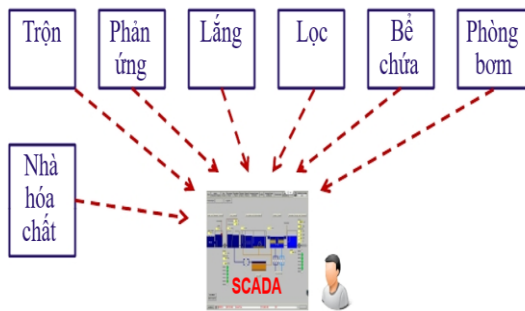 Trộn
Phản
ứng
Lắng
Lọc
Bể
chứa
Phòng
bơm
Nhà
hóa
chất
SCADA